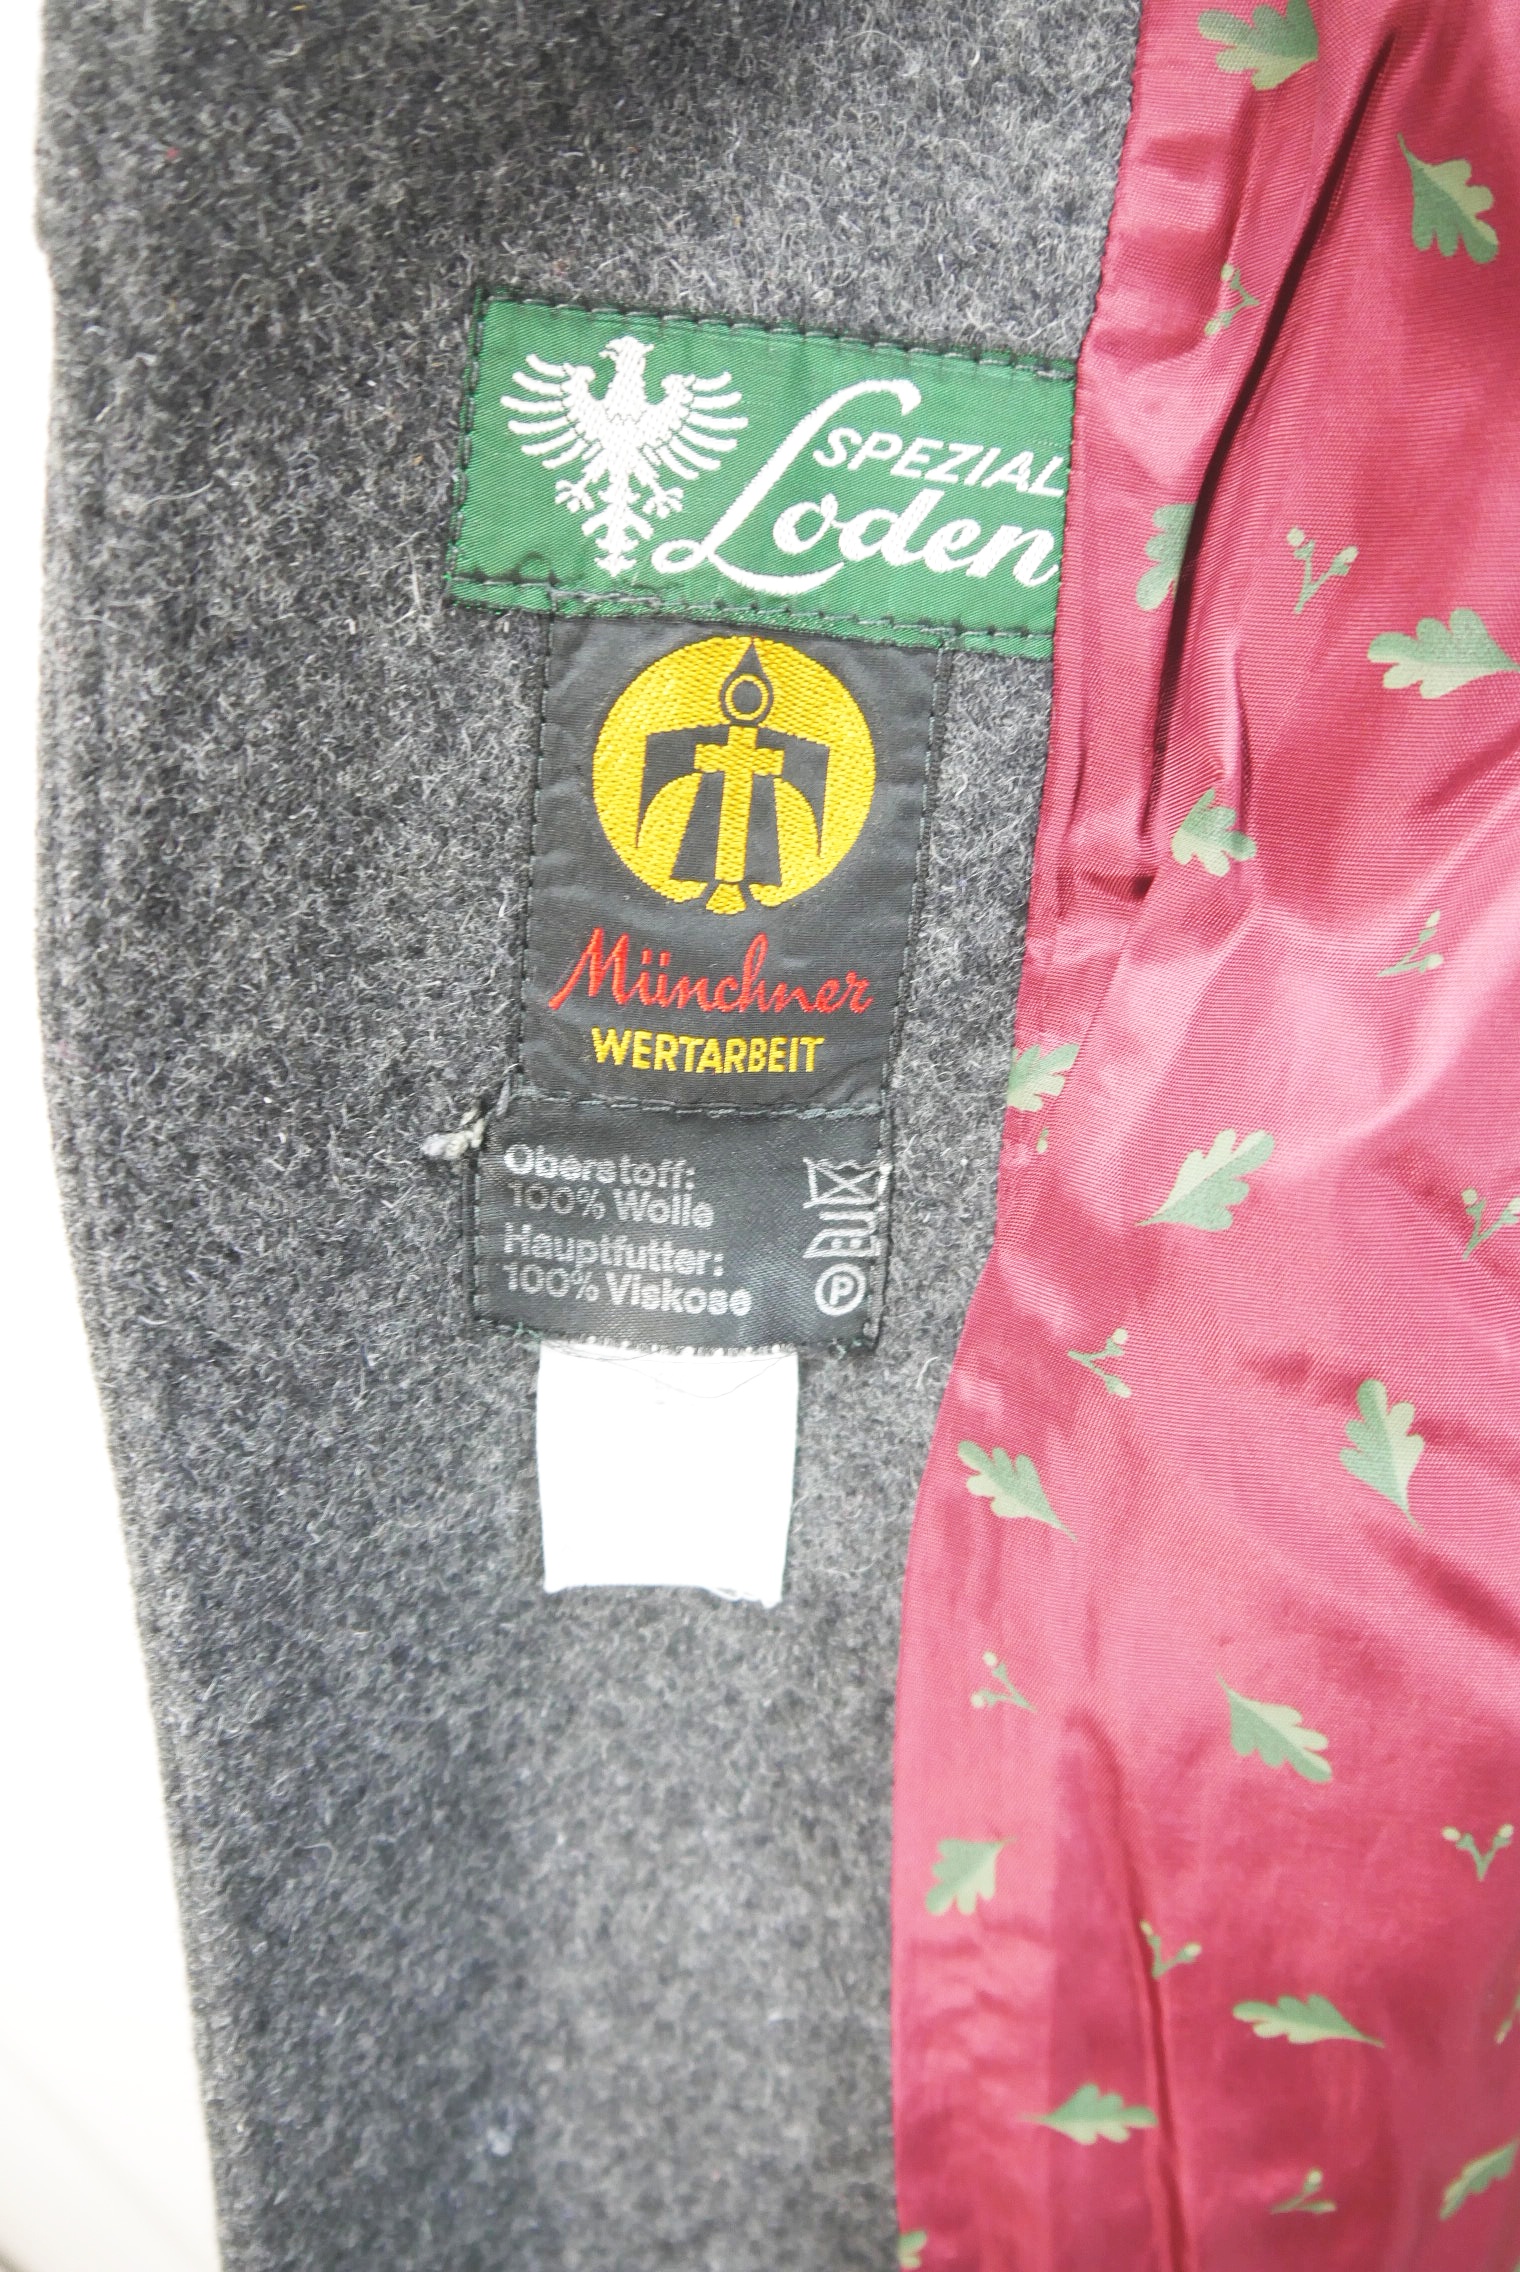 SPEZIAL
Loden
Münchner
WERTARBEIT
Oberstoff:
100% Wolle
Hauptfutter:
100% Viskose
P